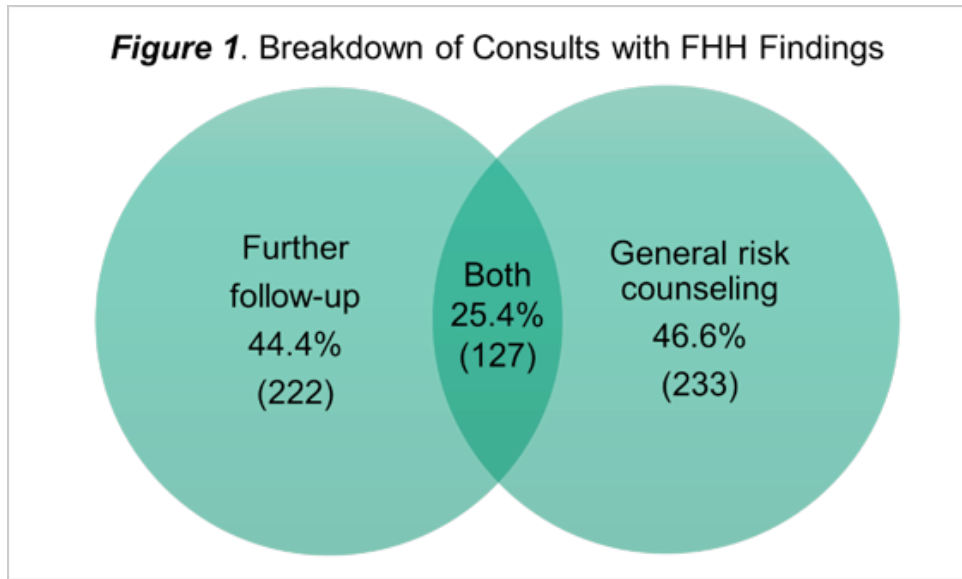 Figure 1. Breakdown of Consults with FHH Findings
Further
follow-up
44.4%
(222)
Both
25.4%
(127)
General risk
counseling
46.6%
(233)